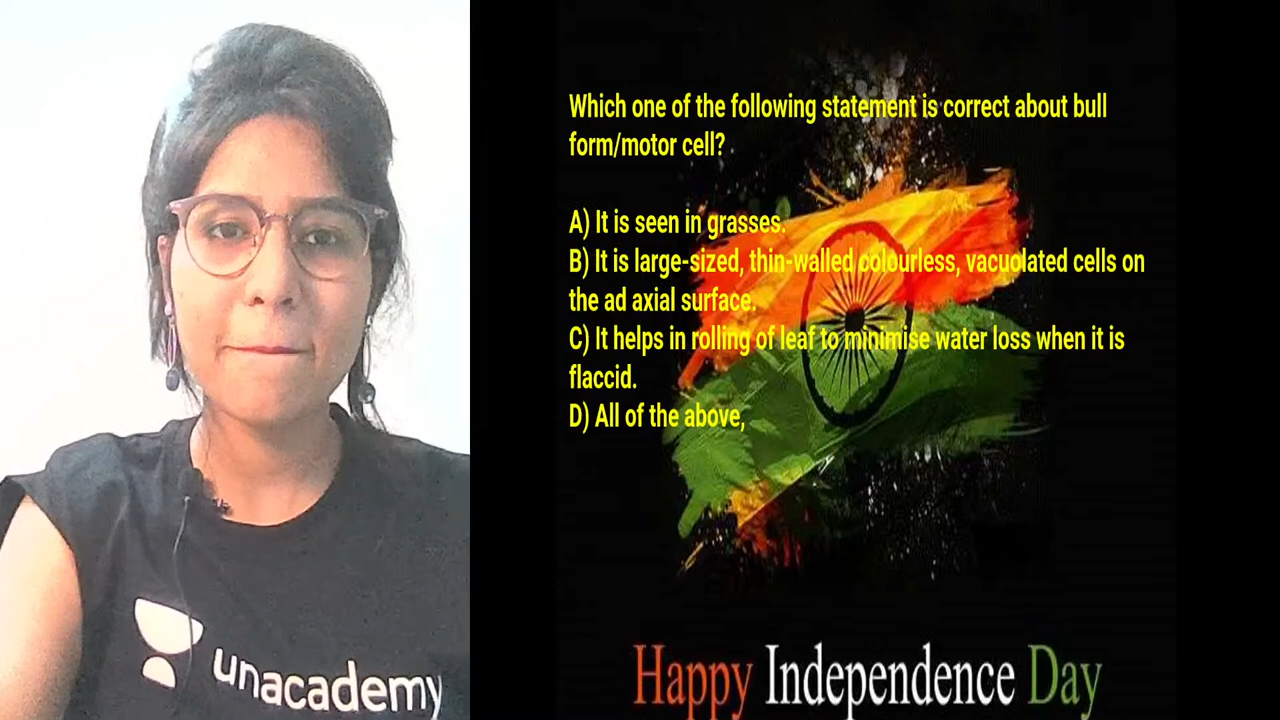 Which one of the following statement is correct about bull
form/motor cell?
A) It is seen in grasses.
B) It is large-sized, thin-walled colourless, vacuolated cells on
the ad axial surface.
C) It helps in rolling of leaf to minimise water loss when it is
flaccid.
D) All of the above,
unacademy
Happy Independence Day